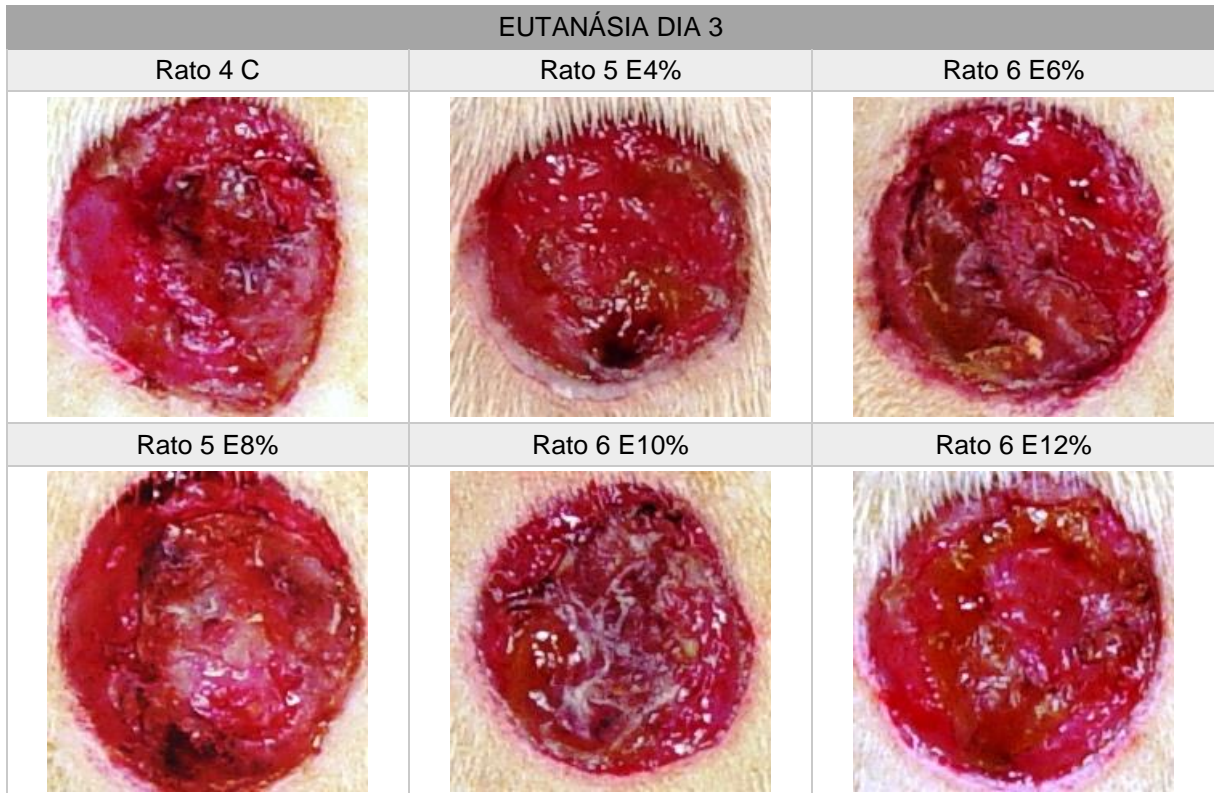 EUTANÁSIA DIA 3
Rato 4 C
Rato 5 E4%
Rato 6 E6%
Rato 5 E8%
Rato 6 E10%
Rato 6 E12%